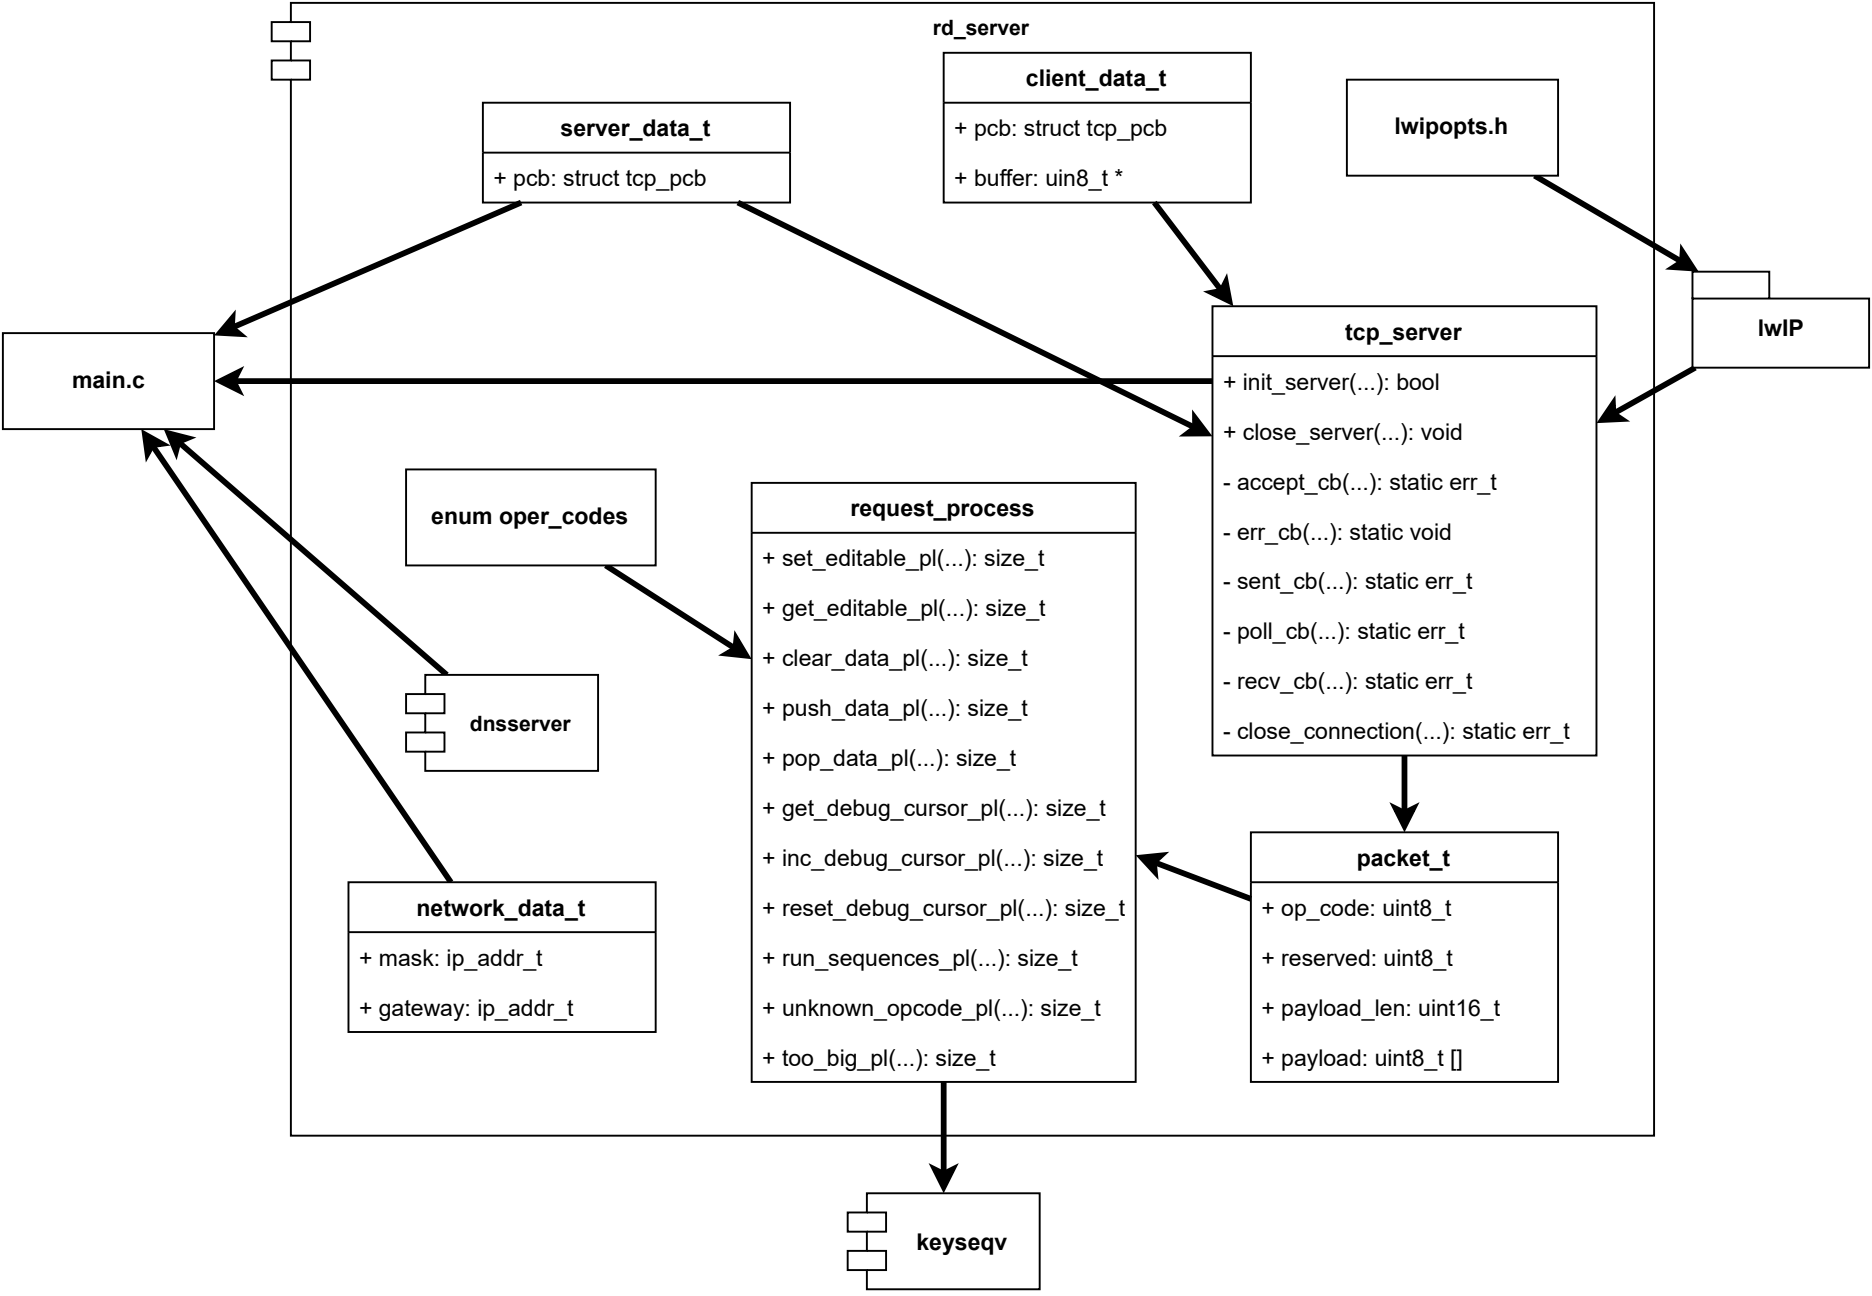 rd_server
client_data_t
+ pcb: struct tcp_pcb
+ buffer: uin8_t *
lwipopts.h
server_data_t
+ pcb: struct tcp_pcb
lwIP
main.c
tcp_server
+ init_server(...): bool
+ close_server(...): void
- accept_cb(...): static err_t
- err_cb(...): static void
- sent_cb(...): static err_t
- poll_cb(...): static err_t
- recv_cb(...): static err_t
- close_connection(...): static err_t
enum oper_codes
request_process
+ set_editable_pl(...): size_t
+ get_editable_pl(...): size_t
+ clear_data_pl(...): size_t
+ push_data_pl(...): size_t
+ pop_data_pl(...): size_t
+ get_debug_cursor_pl(...): size_t
+ inc_debug_cursor_pl(...): size_t
+ reset_debug_cursor_pl(...): size_t
+ run_sequences_pl(...): size_t
+ unknown_opcode_pl(...): size_t
+ too_big_pl(...): size_t
dnsserver
network_data_t
+ mask: ip_addr_t
+ gateway: ip_addr_t
packet_t
+ op_code: uint8_t
+ reserved: uint8_t
+ payload_len: uint16_t
+ payload: uint8_t []
keyseqv